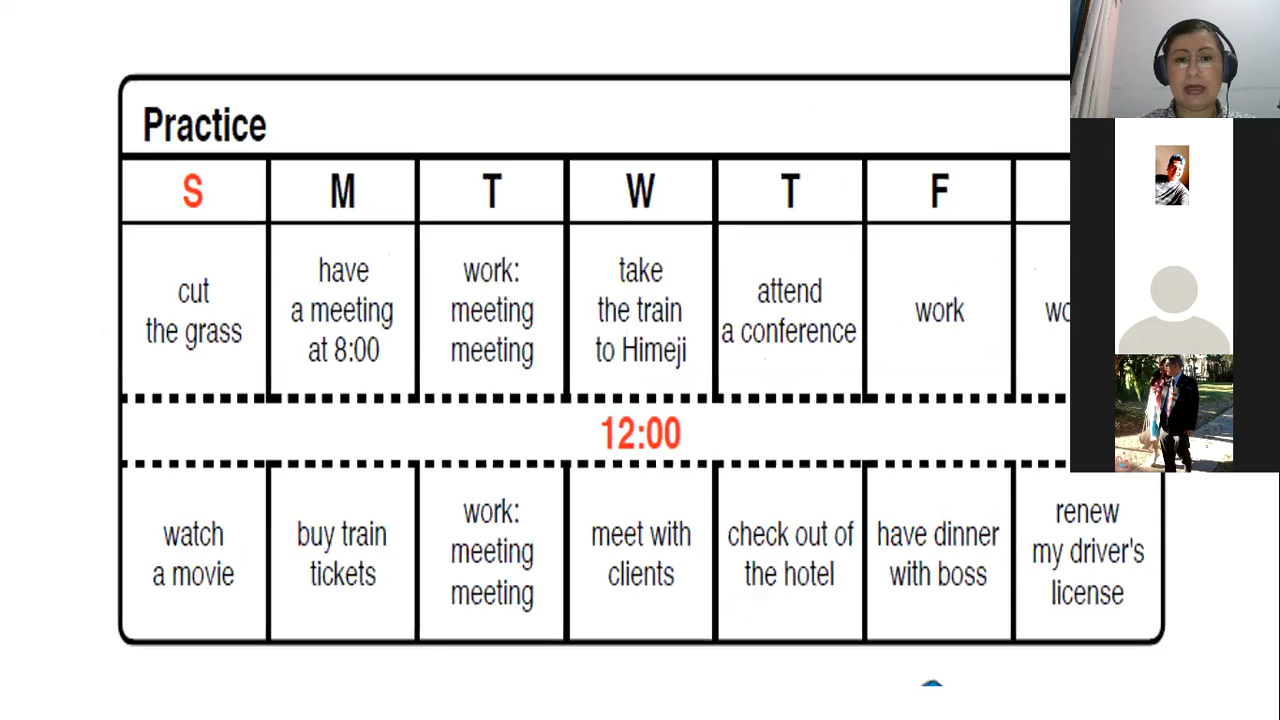 Practice
S M T W T F
cut
the grass
have
a meeting
at 8:00
work:
meeting
meeting
take
the train
to Himeji
attend
a conference
work
12:00
watch
a movie
buy train
tickets
work:
meeting
meeting
meet with
clients
check out of
the hotel
have dinner
with boss
renew
my driver's
license